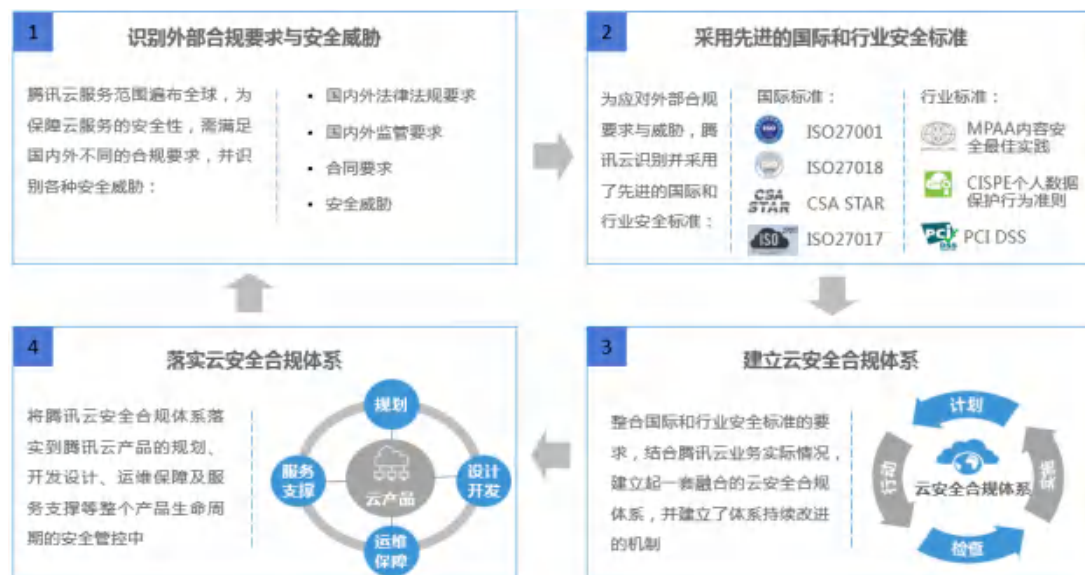 1
识别外部合规要求与安全威胁
腾讯云服务范围遍布全球，为
保障云服务的安全性，需满足
国内外不同的合规要求，并识
别各种安全威胁：
• 国内外法律法规要求
• 国内外监管要求
• 合同要求
• 安全威胁
2
采用先进的国际和行业安全标准
为应对外部合规
要求与威胁，腾
讯云识别并采用
了先进的国际和
行业安全标准：
国际标准：
ISO27001
ISO27018
CSA
STAR
CSA STAR
ISO
ISO27017
行业标准：
MPAA内容安
全最佳实践
CISPE个人数据
保护行为准则
PCI
DSS
PCI DSS
3
建立云安全合规体系
整合国际和行业安全标准的要
求，结合腾讯云业务实际情况，
建立起一套融合的云安全合规
体系，并建立了体系持续改进
的机制
计划
实施
检查
行动
云安全合规体系
4
落实云安全合规体系
将腾讯云安全合规体系落
实到腾讯云产品的规划、
开发设计、运维保障及服
务支撑等整个产品生命周
期的安全管控中
规划
设计
开发
运维
保障
服务
支撑
云产品